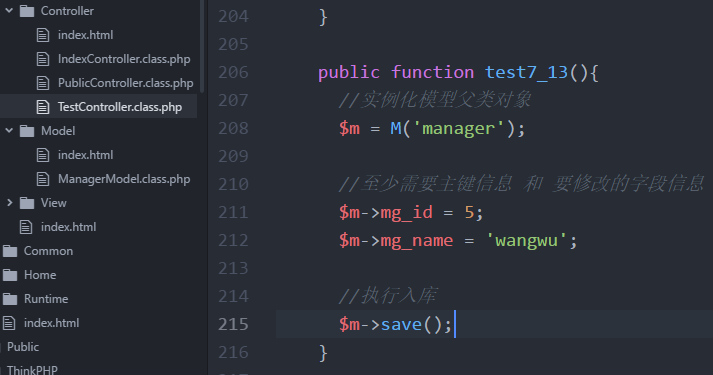 Controller
index.html
IndexController.class.php
PublicController.class.php
TestController.class.php
Model
index.html
ManagerModel.class.php
View
index.html
Common
Home
Runtime
index.html
Public
ThinkPHP
204 }
205
206 public function test7_13(){
207 //实例化模型父类对象
208 $m = M('manager');
209
210 //至少需要主键信息 和 要修改的字段信息
211 $m->mg_id = 5;
212 $m->mg_name = 'wangwu';
213
214 //执行入库
215 $m->save();
216 }